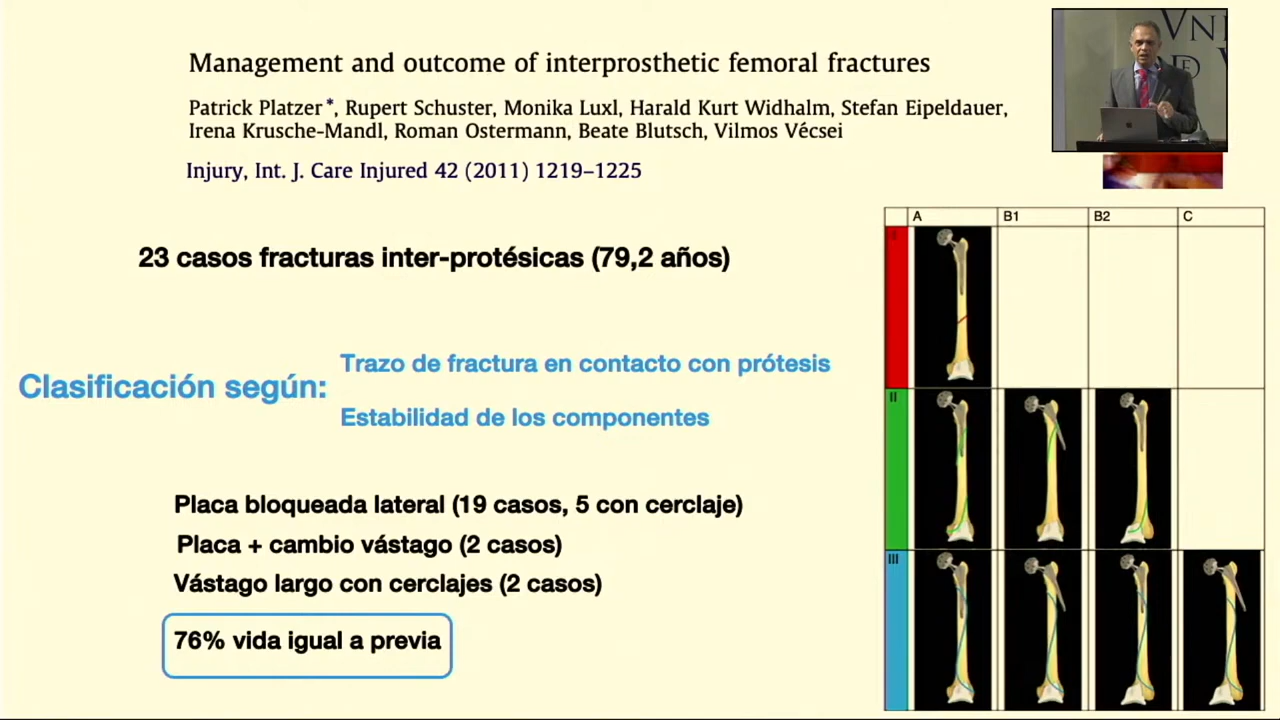 Management and outcome of interprosthetic femoral fractures
Patrick Platzer*, Rupert Schuster, Monika Luxl, Harald Kurt Widhalm, Stefan Eipeldauer,
Irena Krusche-Mandl, Roman Ostermann, Beate Blutsch, Vilmos Vécsei
Injury, Int. J. Care Injured 42 (2011) 1219–1225
23 casos fracturas inter-protésicas (79,2 años)
Clasificación según:
Trazo de fractura en contacto con prótesis
Estabilidad de los componentes
Placa bloqueada lateral (19 casos, 5 con cerclaje)
Placa + cambio vástago (2 casos)
Vástago largo con cerclajes (2 casos)
76% vida igual a previa
A B1 B2 C
I
II
III
VNI